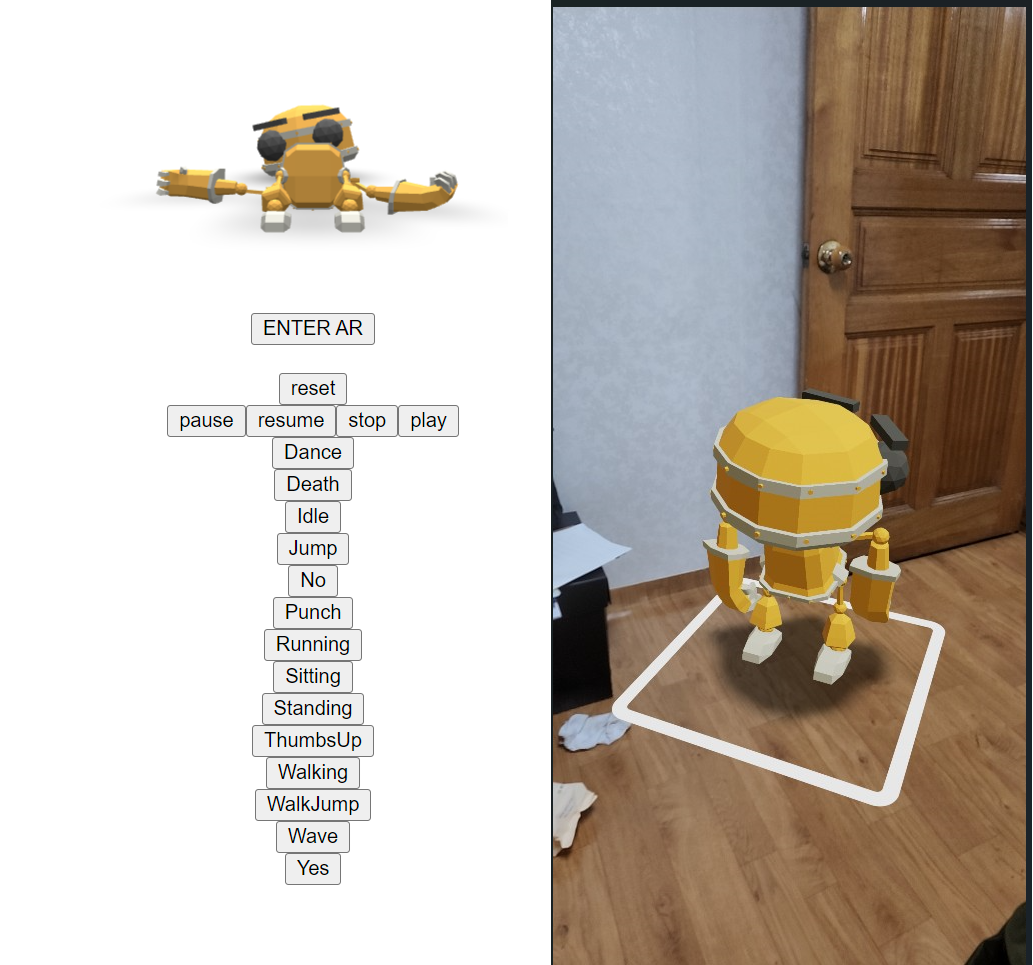 ENTER AR
reset
pause resume stop play
Dance
Death
Idle
Jump
No
Punch
Running
Sitting
Standing
ThumbsUp
Walking
WalkJump
Wave
Yes